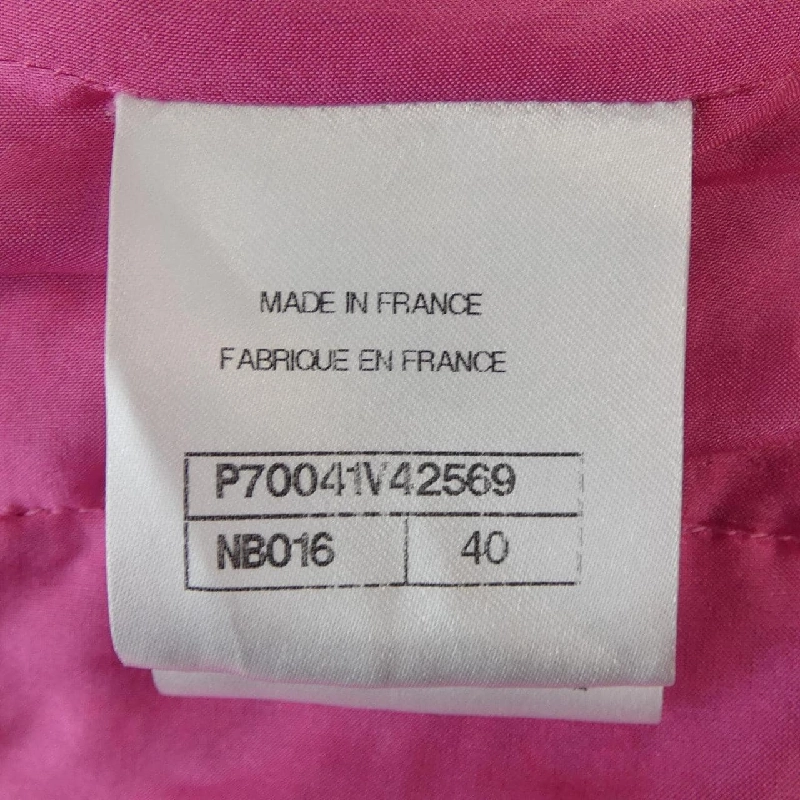 MADE IN FRANCE
FABRIQUE EN FRANCE
P70041V42569
NB016 40